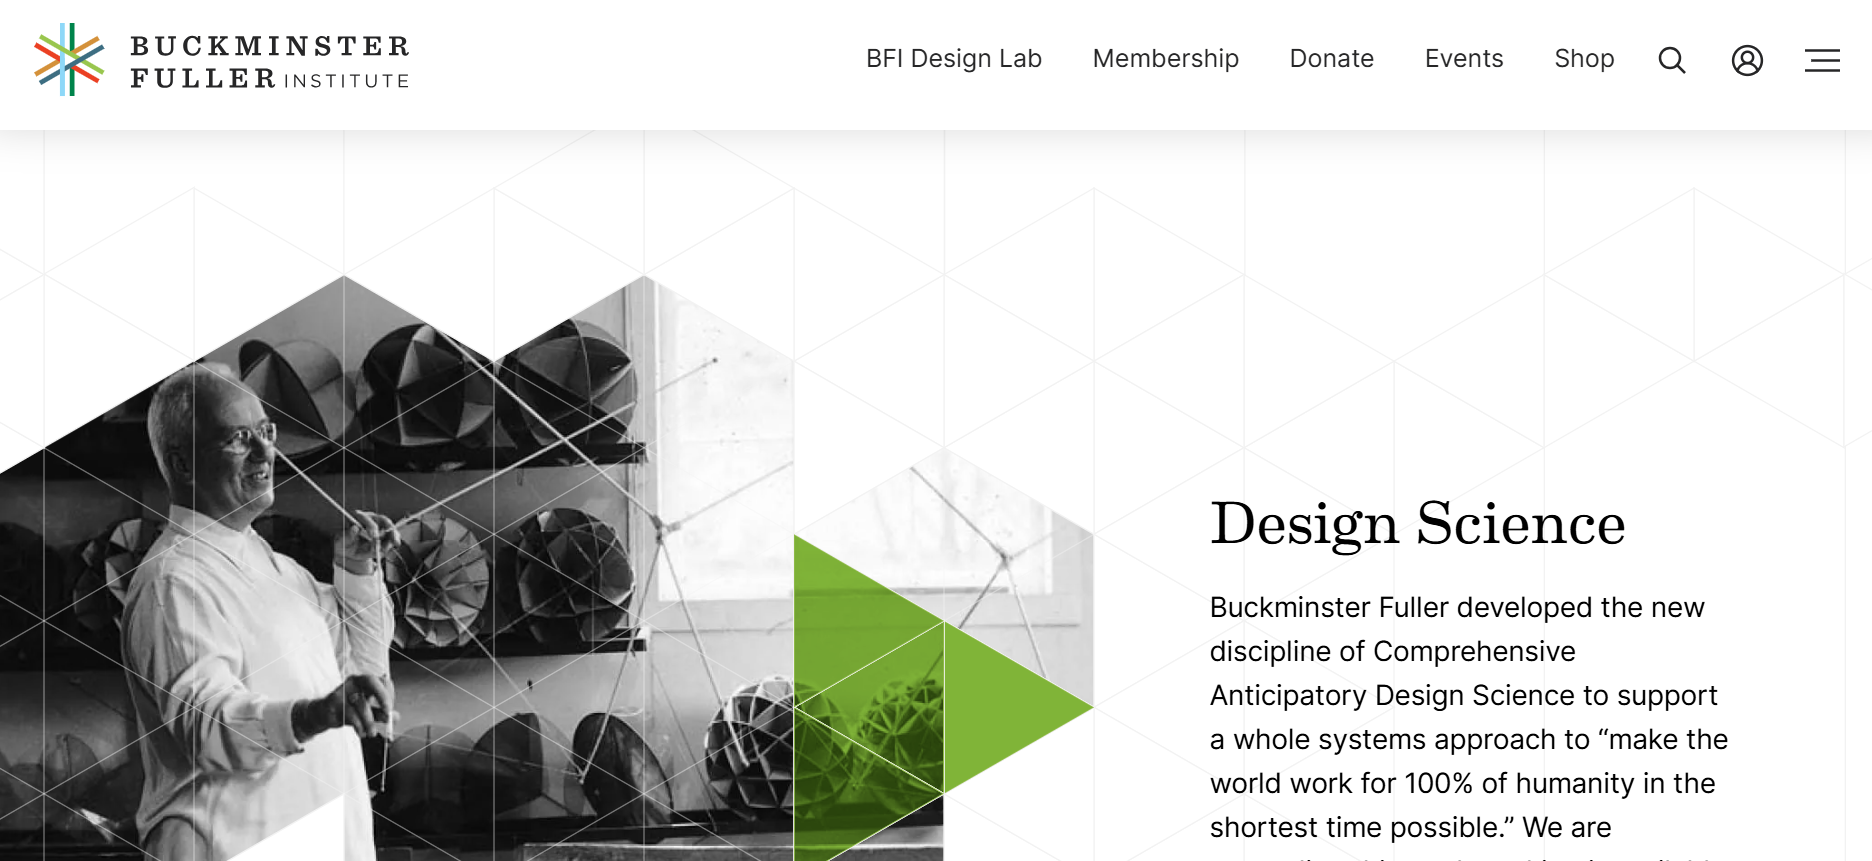 BUCKMINSTER
FULLER INSTITUTE
BFI Design Lab
Membership
Donate
Events
Shop
Design Science
Buckminster Fuller developed the new
discipline of Comprehensive
Anticipatory Design Science to support
a whole systems approach to “make the
world work for 100% of humanity in the
shortest time possible.” We are